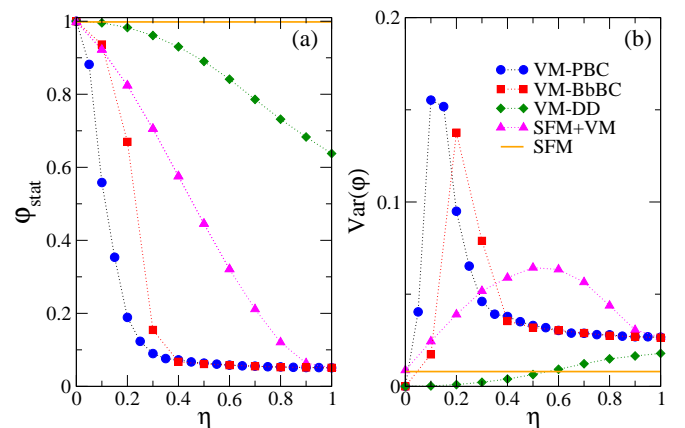 (a)
1
0.8
0.6
0.4
0.2
0
φstat
0 0.2 0.4 0.6 0.8 1
η
(b)
0.2
0.1
0
Var(φ)
VM-PBC
VM-BbBC
VM-DD
SFM+VM
SFM
0 0.2 0.4 0.6 0.8 1
η